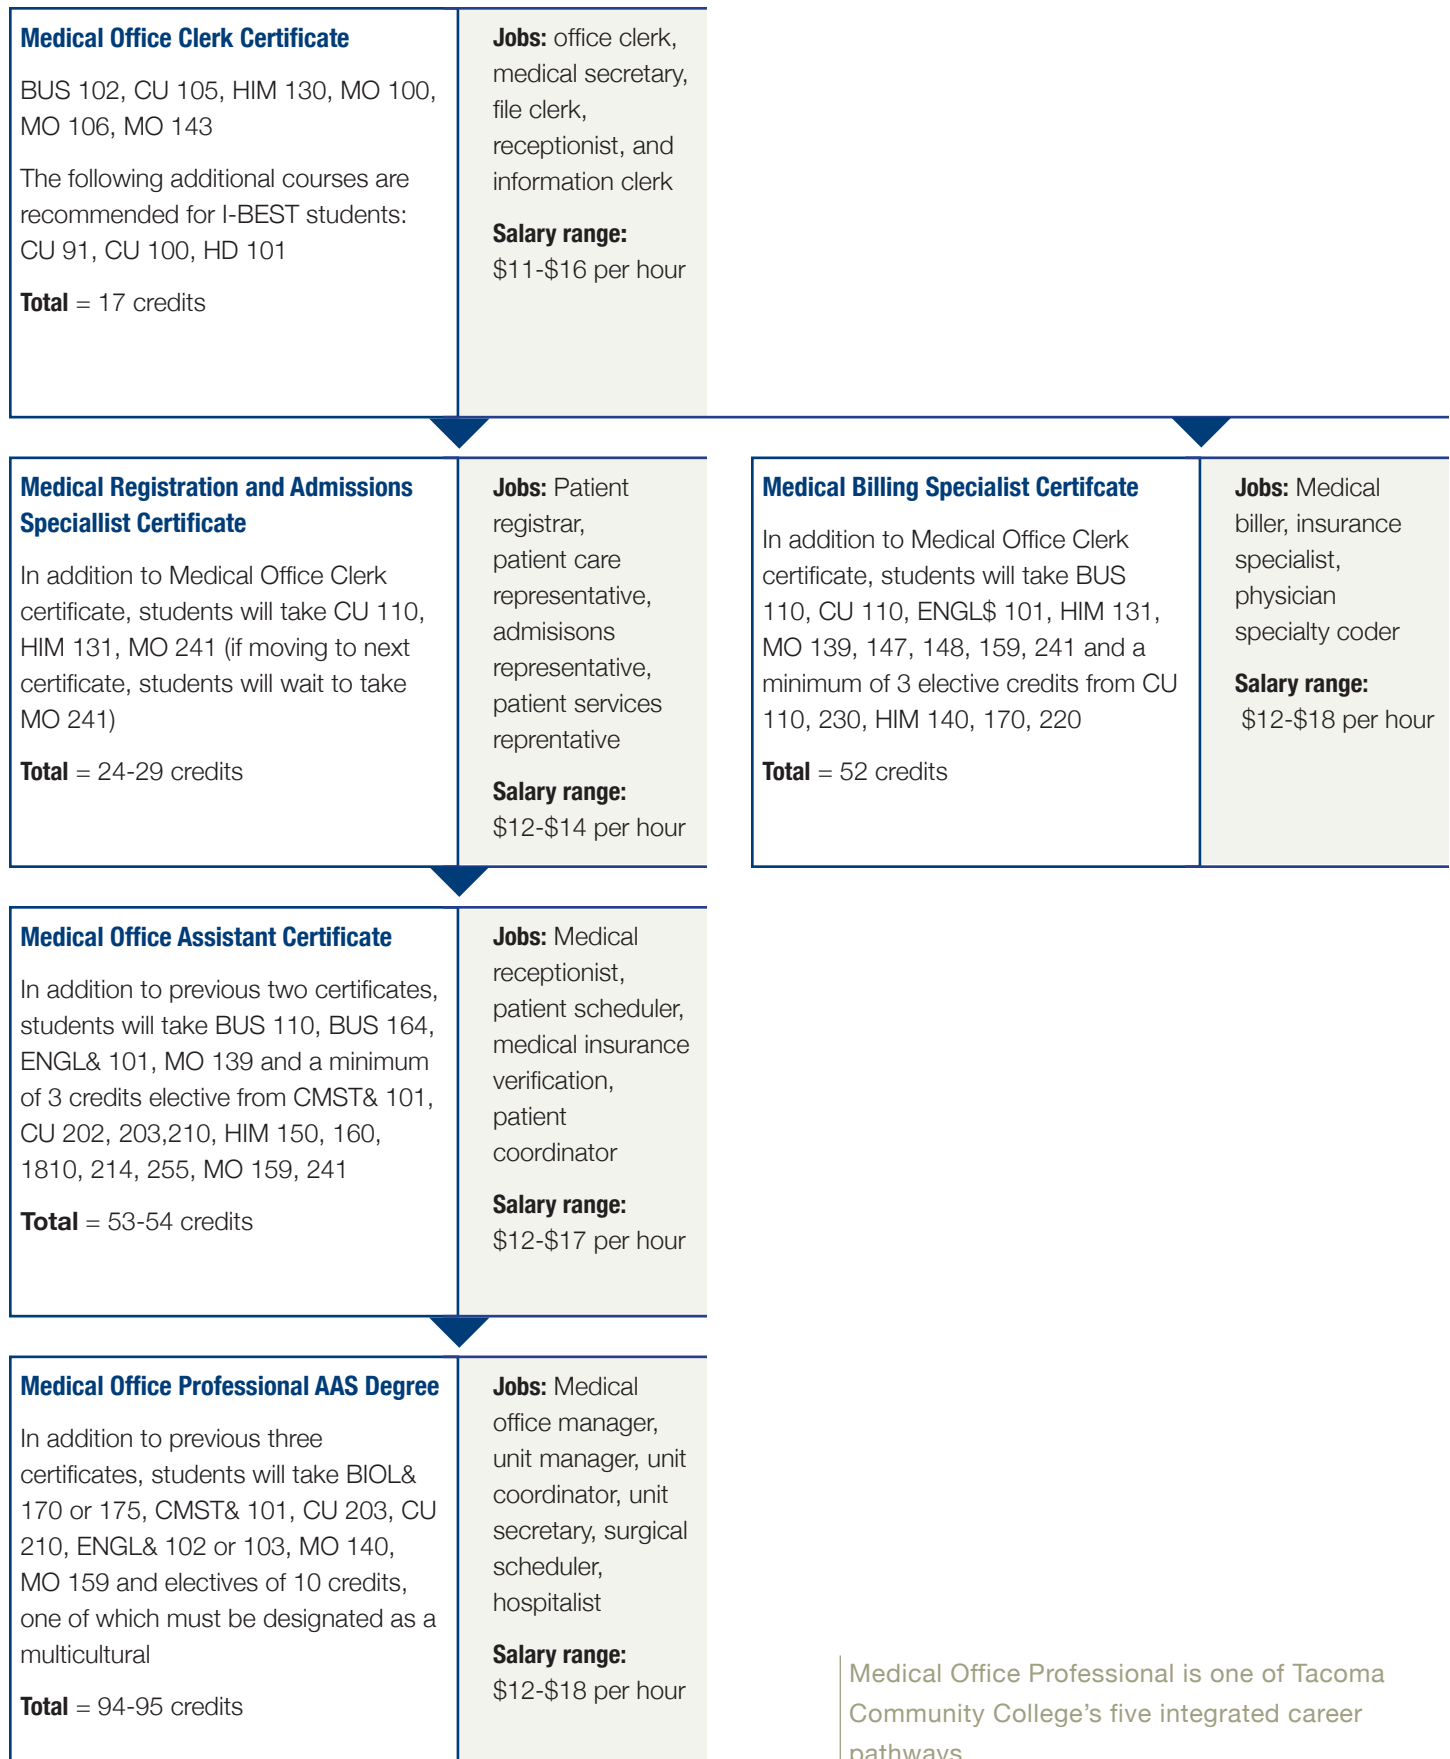 Medical Office Clerk Certificate
BUS 102, CU 105, HIM 130, MO 100,
MO 106, MO 143
The following additional courses are
recommended for I-BEST students:
CU 91, CU 100, HD 101
Total = 17 credits
Jobs: office clerk,
medical secretary,
file clerk,
receptionist, and
information clerk
Salary range:
$11-$16 per hour
Medical Registration and Admissions
Speciallist Certificate
In addition to Medical Office Clerk
certificate, students will take CU 110,
HIM 131, MO 241 (if moving to next
certificate, students will wait to take
MO 241)
Total = 24-29 credits
Jobs: Patient
registrar,
patient care
representative,
admisisons
representative,
patient services
reprentative
Salary range:
$12-$14 per hour
Medical Billing Specialist Certifcate
In addition to Medical Office Clerk
certificate, students will take BUS
110, CU 110, ENGL$ 101, HIM 131,
MO 139, 147, 148, 159, 241 and a
minimum of 3 elective credits from CU
110, 230, HIM 140, 170, 220
Total = 52 credits
Jobs: Medical
biller, insurance
specialist,
physician
specialty coder
Salary range:
$12-$18 per hour
Medical Office Assistant Certificate
In addition to previous two certificates,
students will take BUS 110, BUS 164,
ENGL& 101, MO 139 and a minimum
of 3 credits elective from CMST& 101,
CU 202, 203,210, HIM 150, 160,
1810, 214, 255, MO 159, 241
Total = 53-54 credits
Jobs: Medical
receptionist,
patient scheduler,
medical insurance
verification,
patient
coordinator
Salary range:
$12-$17 per hour
Medical Office Professional AAS Degree
In addition to previous three
certificates, students will take BIOL&
170 or 175, CMST& 101, CU 203, CU
210, ENGL& 102 or 103, MO 140,
MO 159 and electives of 10 credits,
one of which must be designated as a
multicultural
Total = 94-95 credits
Jobs: Medical
office manager,
unit manager, unit
coordinator, unit
secretary, surgical
scheduler,
hospitalist
Salary range:
$12-$18 per hour
Medical Office Professional is one of Tacoma
Community College's five integrated career
pathways